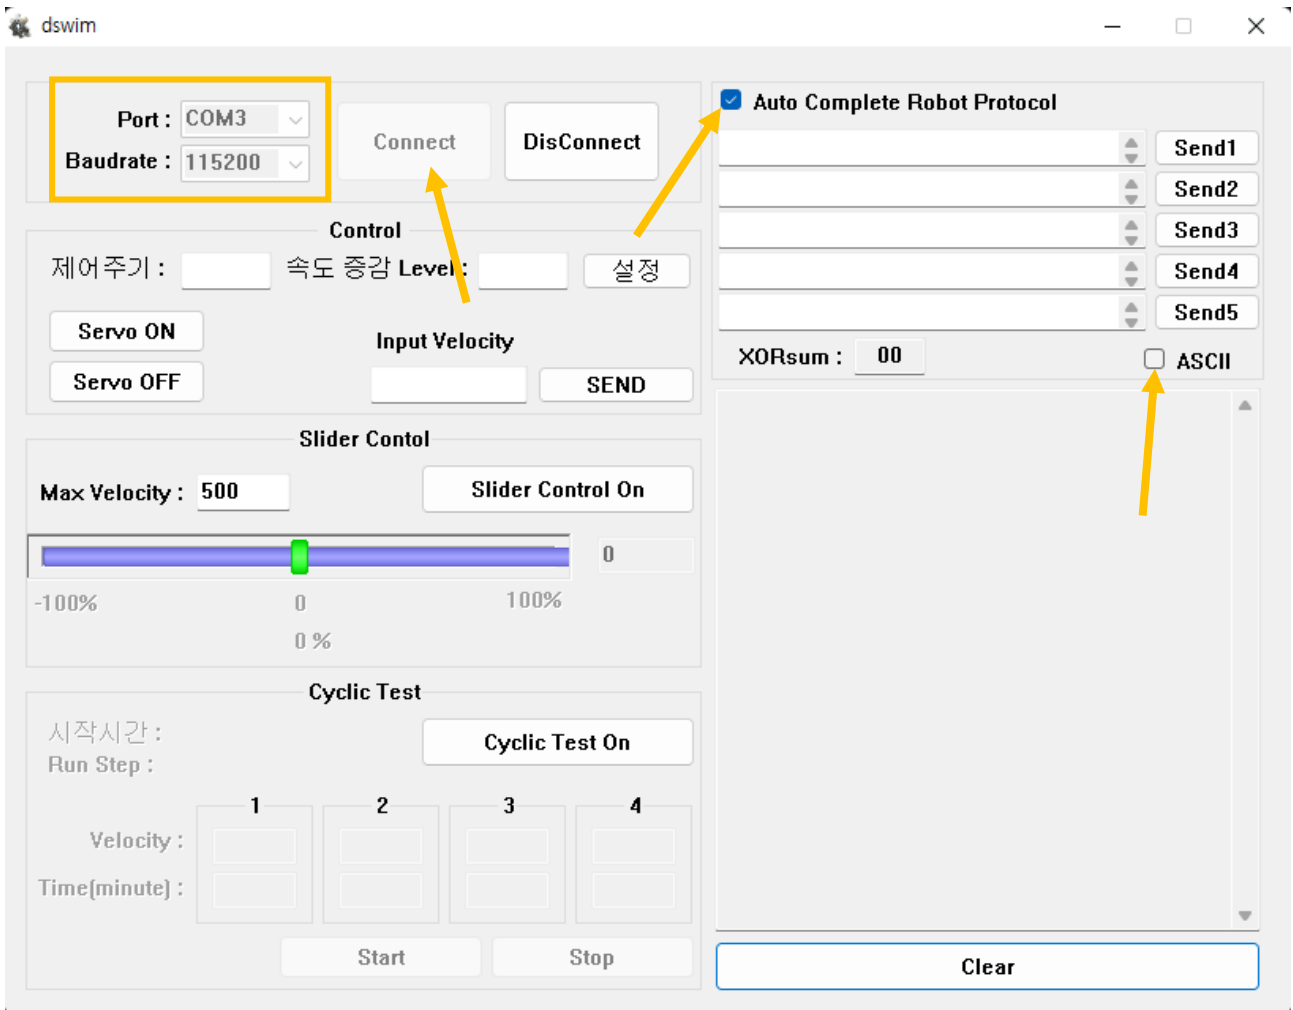 dswim
Port : COM3
Baudrate : 115200
Connect
DisConnect
Control
제어주기 :
속도 증감 Level :
설정
Servo ON
Servo OFF
Input Velocity
SEND
Slider Contol
Max Velocity : 500
Slider Control On
0
-100%
0
100%
0 %
Cyclic Test
시작시간 :
Run Step :
Cyclic Test On
1 2 3 4
Velocity :
Time(minute) :
Start
Stop
Auto Complete Robot Protocol
Send1
Send2
Send3
Send4
Send5
XORsum : 00
ASCII
Clear